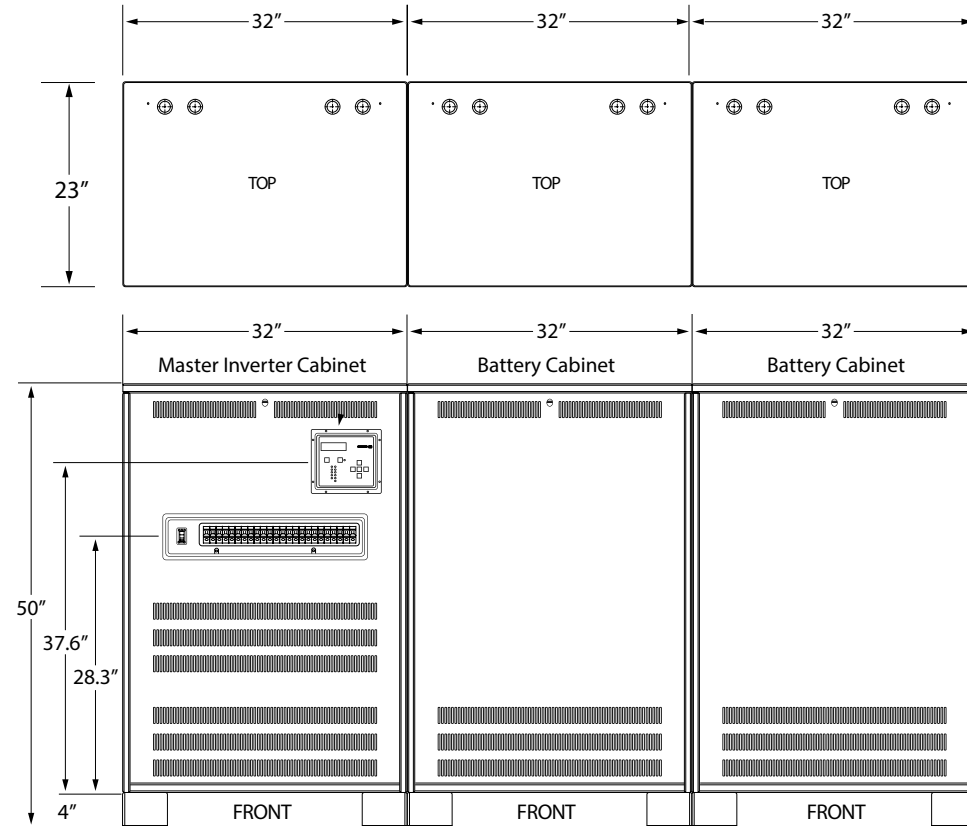 32” 32” 32”
23”
TOP TOP TOP
32” 32” 32”
Master Inverter Cabinet Battery Cabinet Battery Cabinet
50”
37.6”
28.3”
4” FRONT FRONT FRONT